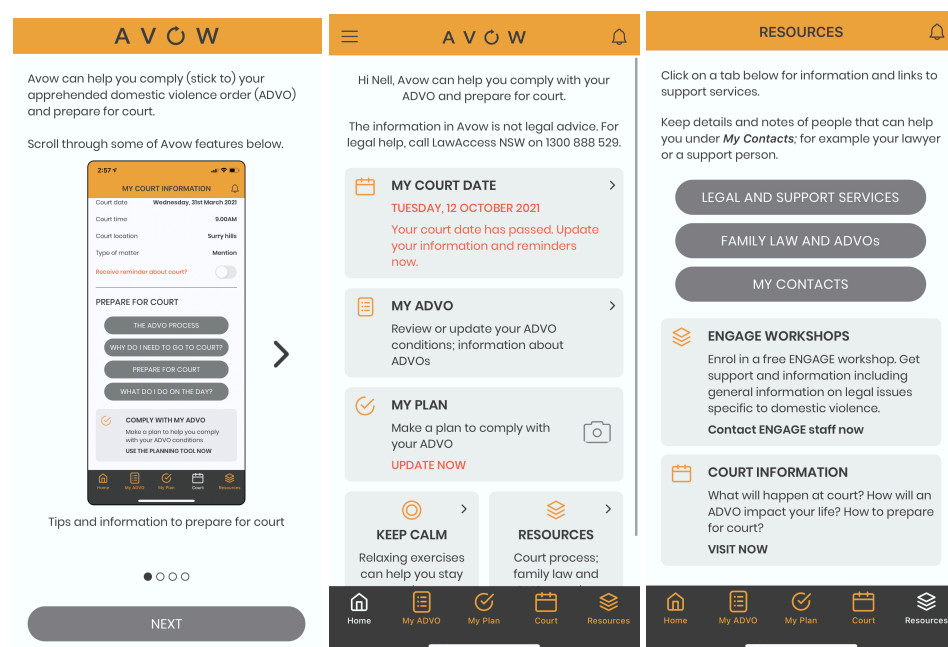 AVOW
Avow can help you comply (stick to) your
apprehended domestic violence order (ADVO)
and prepare for court.
Scroll through some of Avow features below.
2:57
MY COURT INFORMATION
Court date Wednesday, 31st March 2021
Court time 9.00AM
Court location Surry hills
Type of matter Mention
Receive reminder about court?
PREPARE FOR COURT
THE ADVO PROCESS
WHY DO I NEED TO GO TO COURT?
PREPARE FOR COURT
WHAT DO I DO ON THE DAY?
COMPLY WITH MY ADVO
Make a plan to help you comply
with your ADVO conditions
USE THE PLANNING TOOL NOW
Home My ADVO My Plan Court Resources
Tips and information to prepare for court
NEXT
AVOW
Hi Nell, Avow can help you comply with your
ADVO and prepare for court.
The information in Avow is not legal advice. For
legal help, call LawAccess NSW on 1300 888 529.
MY COURT DATE
TUESDAY, 12 OCTOBER 2021
Your court date has passed. Update
your information and reminders
now.
MY ADVO
Review or update your ADVO
conditions; information about
ADVOs
MY PLAN
Make a plan to comply with
your ADVO
UPDATE NOW
KEEP CALM
Relaxing exercises
can help you stay
RESOURCES
Court process;
family law and
Home My ADVO My Plan Court Resources
RESOURCES
Click on a tab below for information and links to
support services.
Keep details and notes of people that can help
you under My Contacts; for example your lawyer
or a support person.
LEGAL AND SUPPORT SERVICES
FAMILY LAW AND ADVOs
MY CONTACTS
ENGAGE WORKSHOPS
Enrol in a free ENGAGE workshop. Get
support and information including
general information on legal issues
specific to domestic violence.
Contact ENGAGE staff now
COURT INFORMATION
What will happen at court? How will an
ADVO impact your life? How to prepare
for court?
VISIT NOW
Home My ADVO My Plan Court Resources